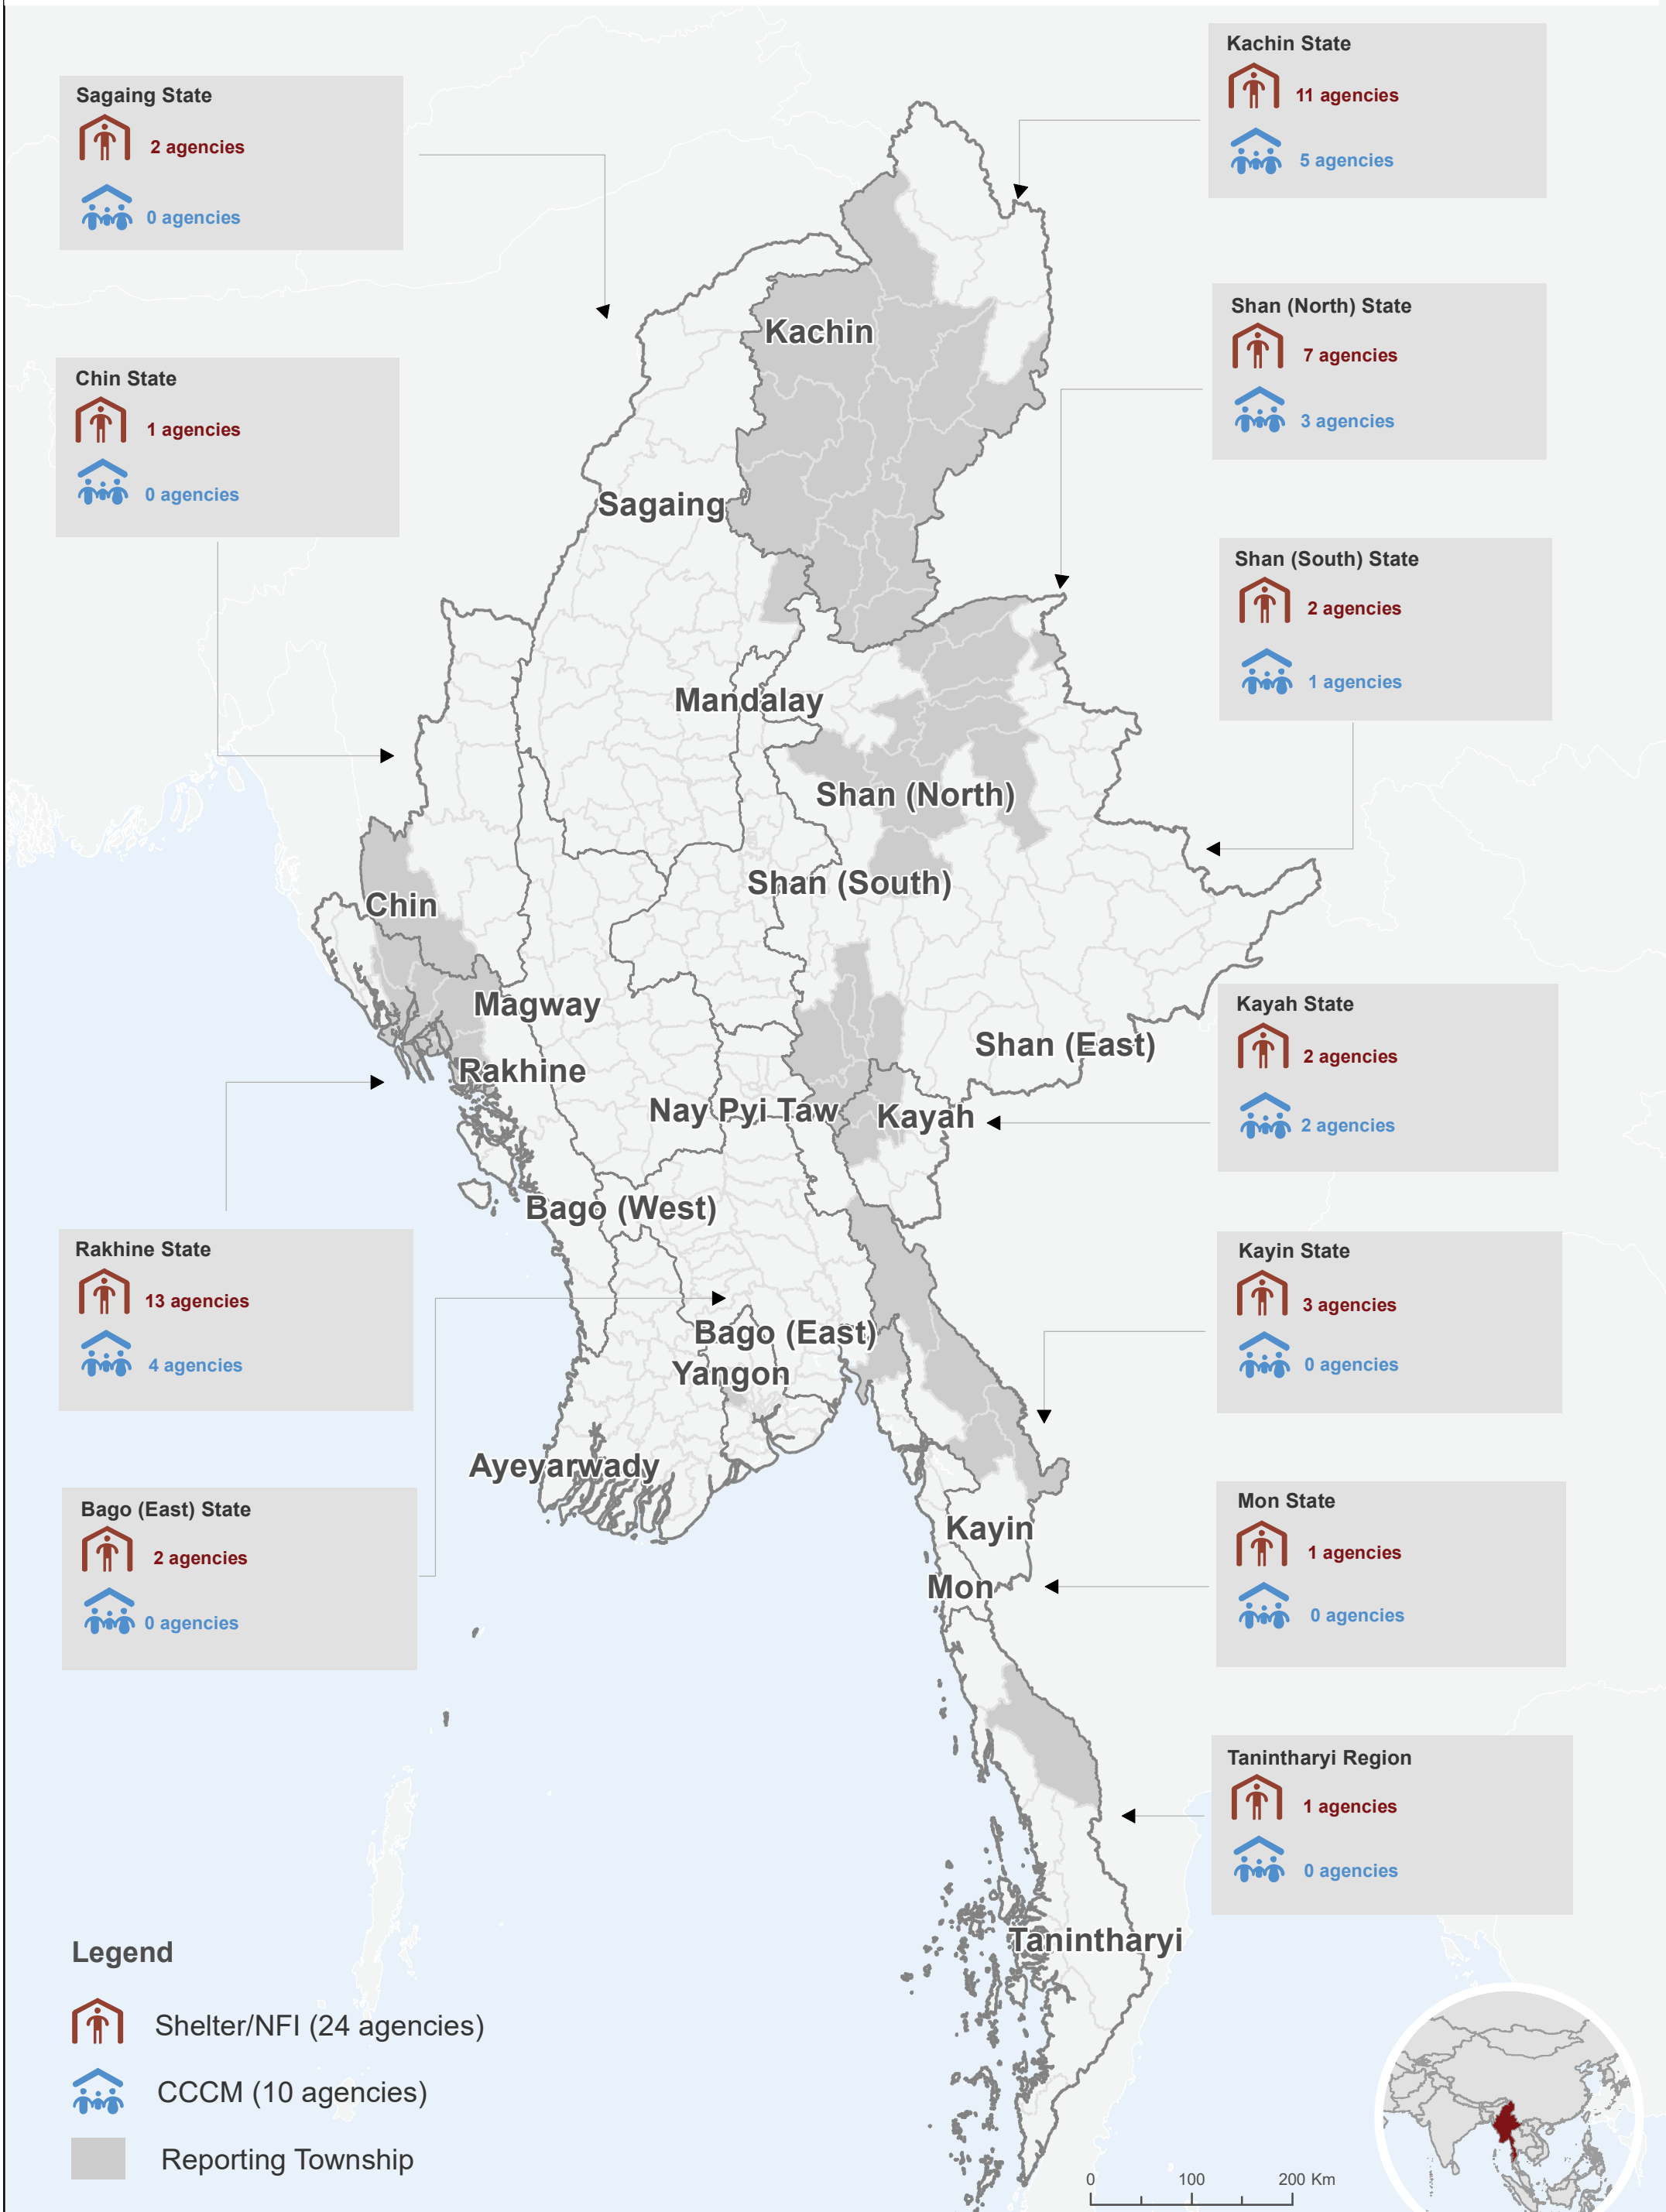 Kachin State
11 agencies
5 agencies
Sagaing State
2 agencies
0 agencies
Shan (North) State
7 agencies
3 agencies
Chin State
1 agencies
0 agencies
Shan (South) State
2 agencies
1 agencies
Kachin
Sagaing
Mandalay
Shan (North)
Shan (South)
Chin
Magway
Shan (East)
Rakhine
Nay Pyi Taw
Kayah
Bago (West)
Bago (East)
Yangon
Ayeyarwady
Kayin
Mon
Tanintharyi
Kayah State
2 agencies
2 agencies
Rakhine State
13 agencies
4 agencies
Kayin State
3 agencies
0 agencies
Bago (East) State
2 agencies
0 agencies
Mon State
1 agencies
0 agencies
Tanintharyi Region
1 agencies
0 agencies
Legend
Shelter/NFI (24 agencies)
CCCM (10 agencies)
Reporting Township
0 100 200 Km